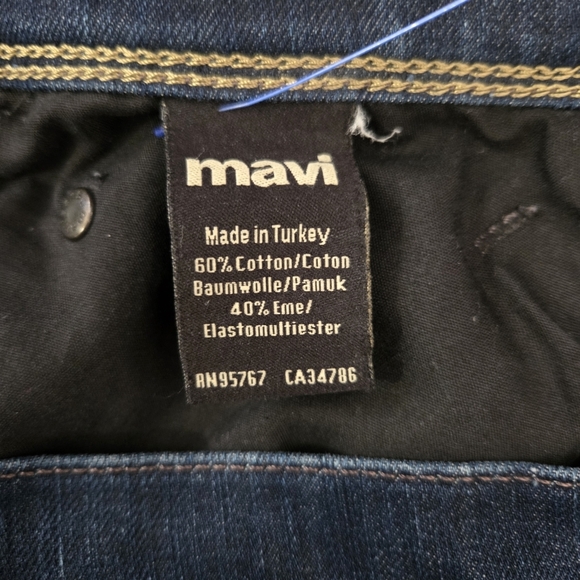 mavi
Made in Turkey
60% Cotton/Coton
Baumwolle/Pamuk
40% Eme/
Elastomultiester
RN95767 CA34786